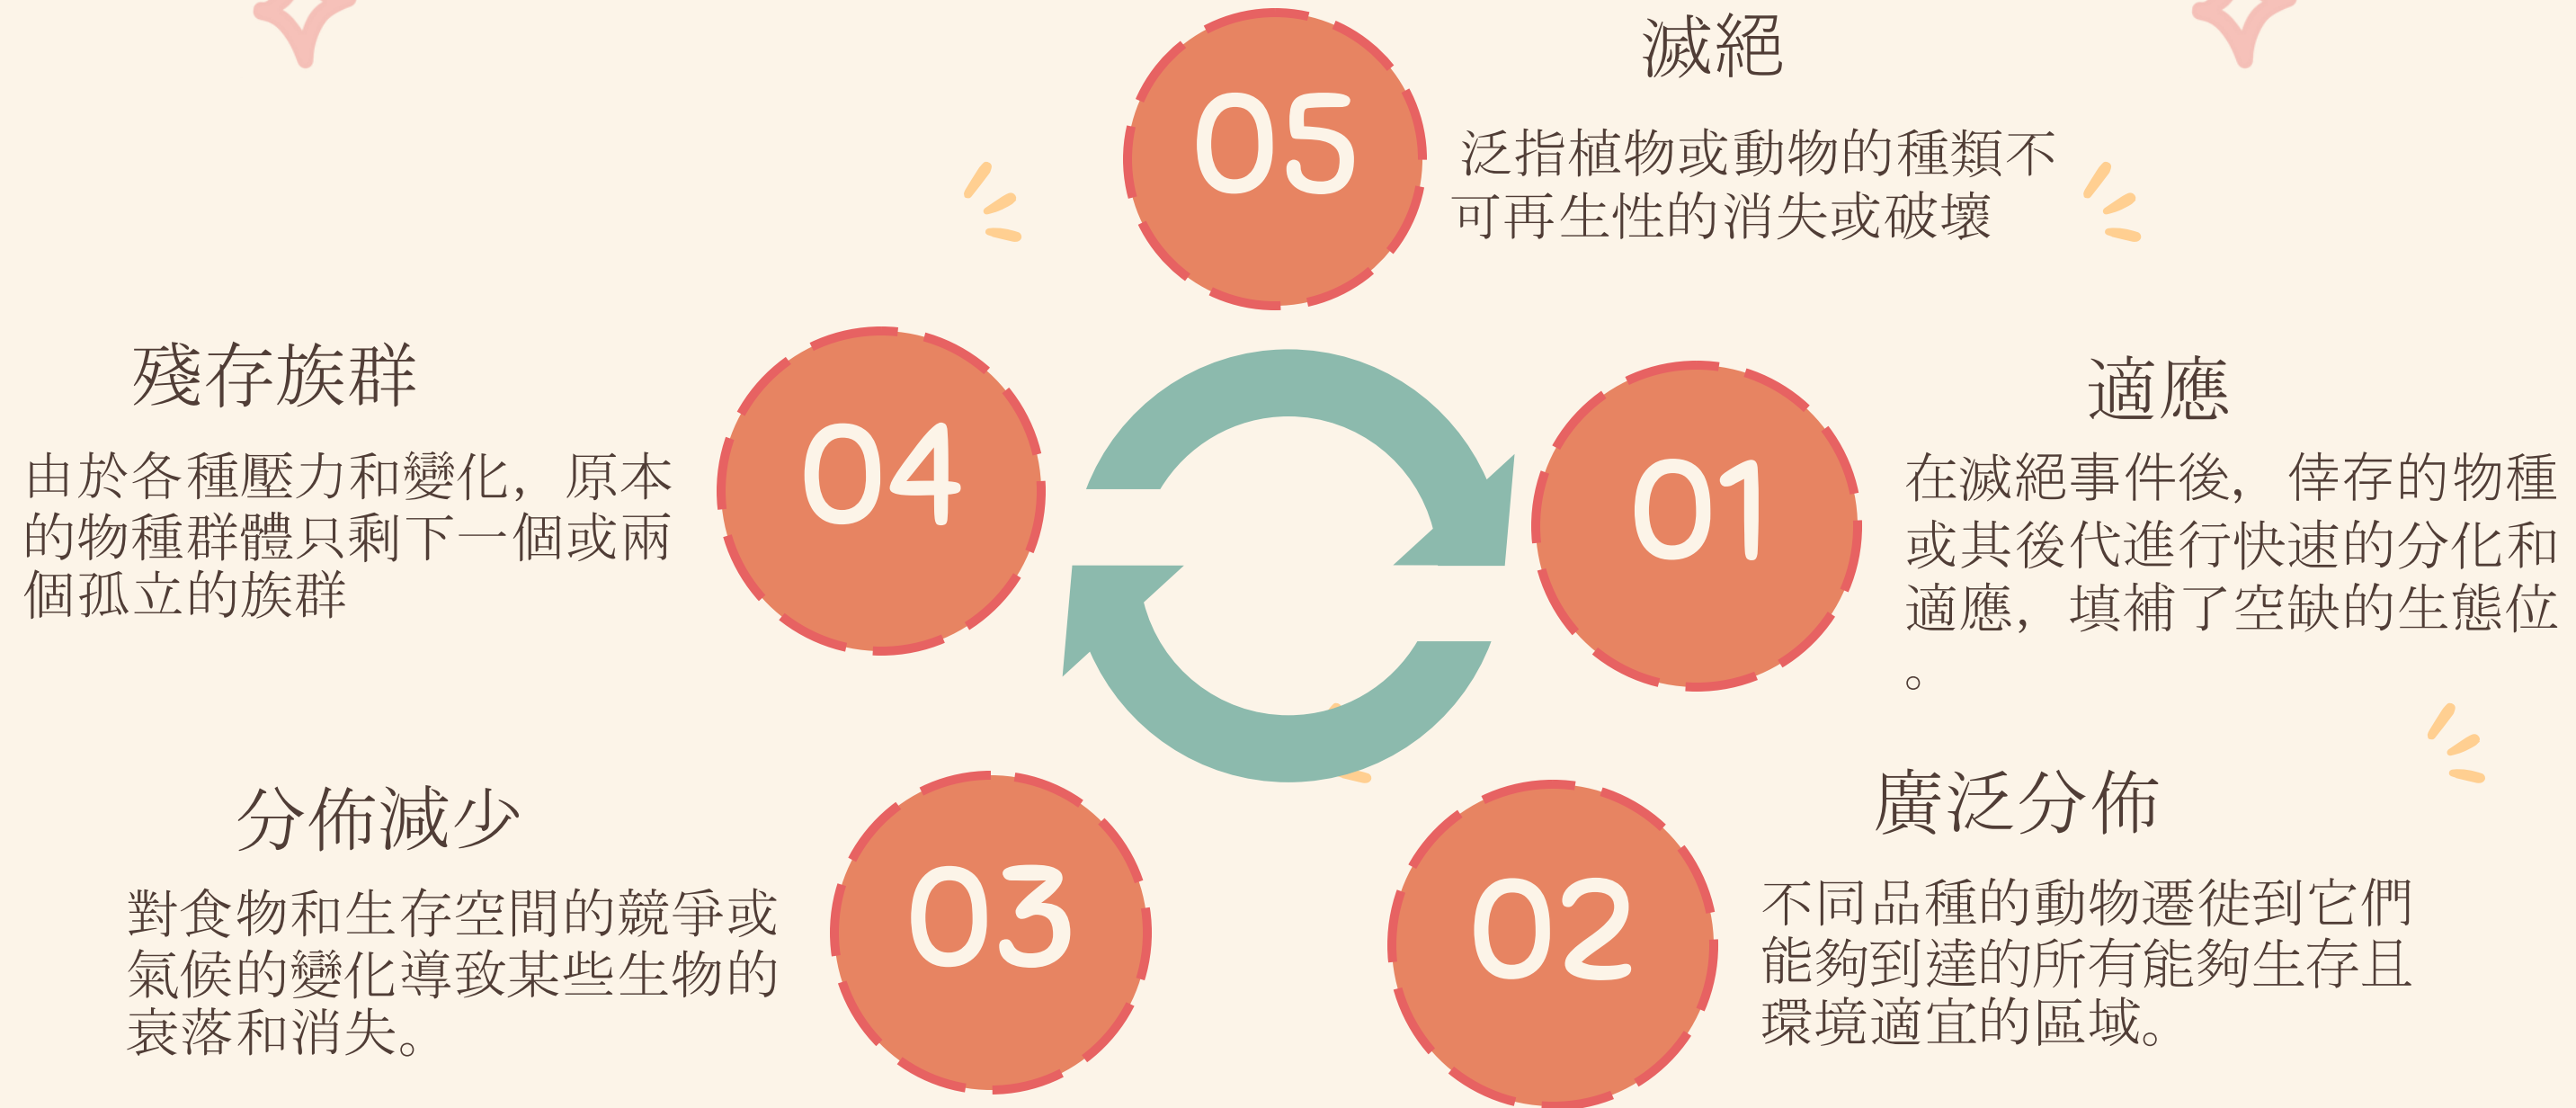 05
滅絕
泛指植物或動物的種類不
可再生性的消失或破壞
04
殘存族群
由於各種壓力和變化，原本
的物種群體只剩下一個或兩
個孤立的族群
01
適應
在滅絕事件後，倖存的物種
或其後代進行快速的分化和
適應，填補了空缺的生態位
。
03
分佈減少
對食物和生存空間的競爭或
氣候的變化導致某些生物的
衰落和消失。
02
廣泛分佈
不同品種的動物遷徙到它們
能夠到達的所有能夠生存且
環境適宜的區域。